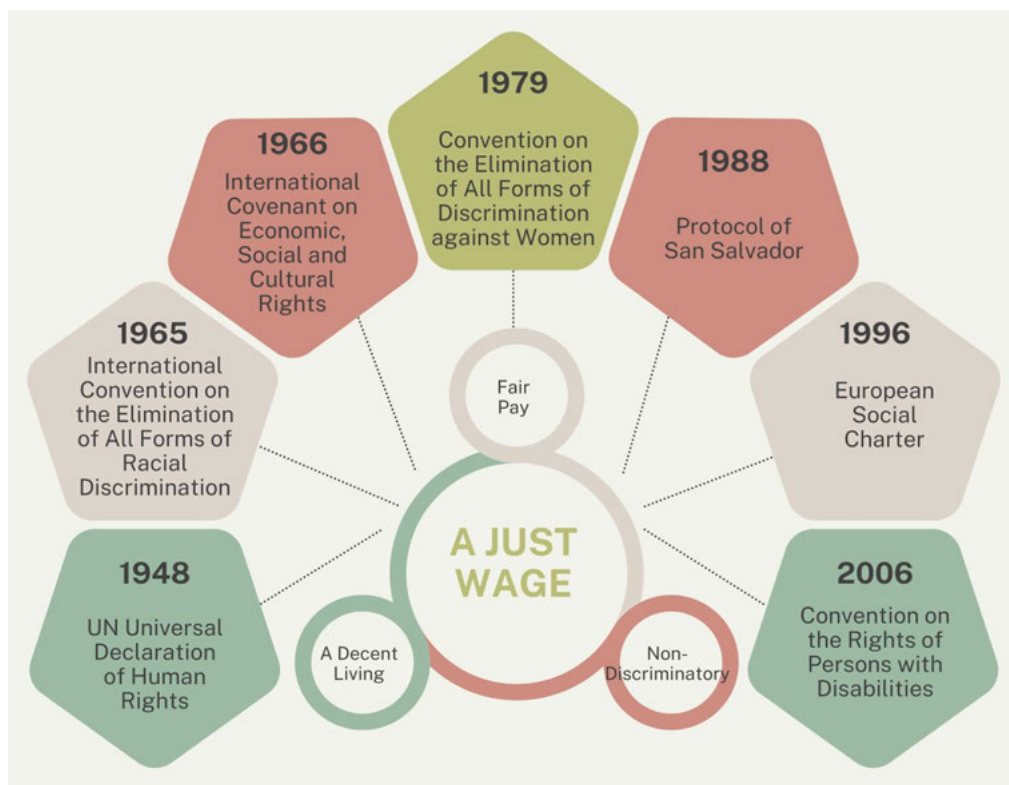 1948
UN Universal
Declaration
of Human
Rights
1965
International
Convention on
the Elimination
of All Forms of
Racial
Discrimination
1966
International
Covenant on
Economic,
Social and
Cultural
Rights
1979
Convention on
the Elimination
of All Forms of
Discrimination
against Women
1988
Protocol of
San Salvador
1996
European
Social
Charter
2006
Convention on
the Rights of
Persons with
Disabilities
Fair
Pay
A JUST
WAGE
A Decent
Living
Non-
Discriminatory